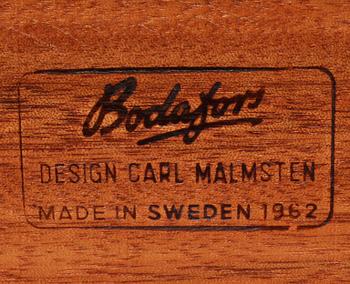 Bodafors
DESIGN CARL MALMSTEN
MADE IN SWEDEN 1962